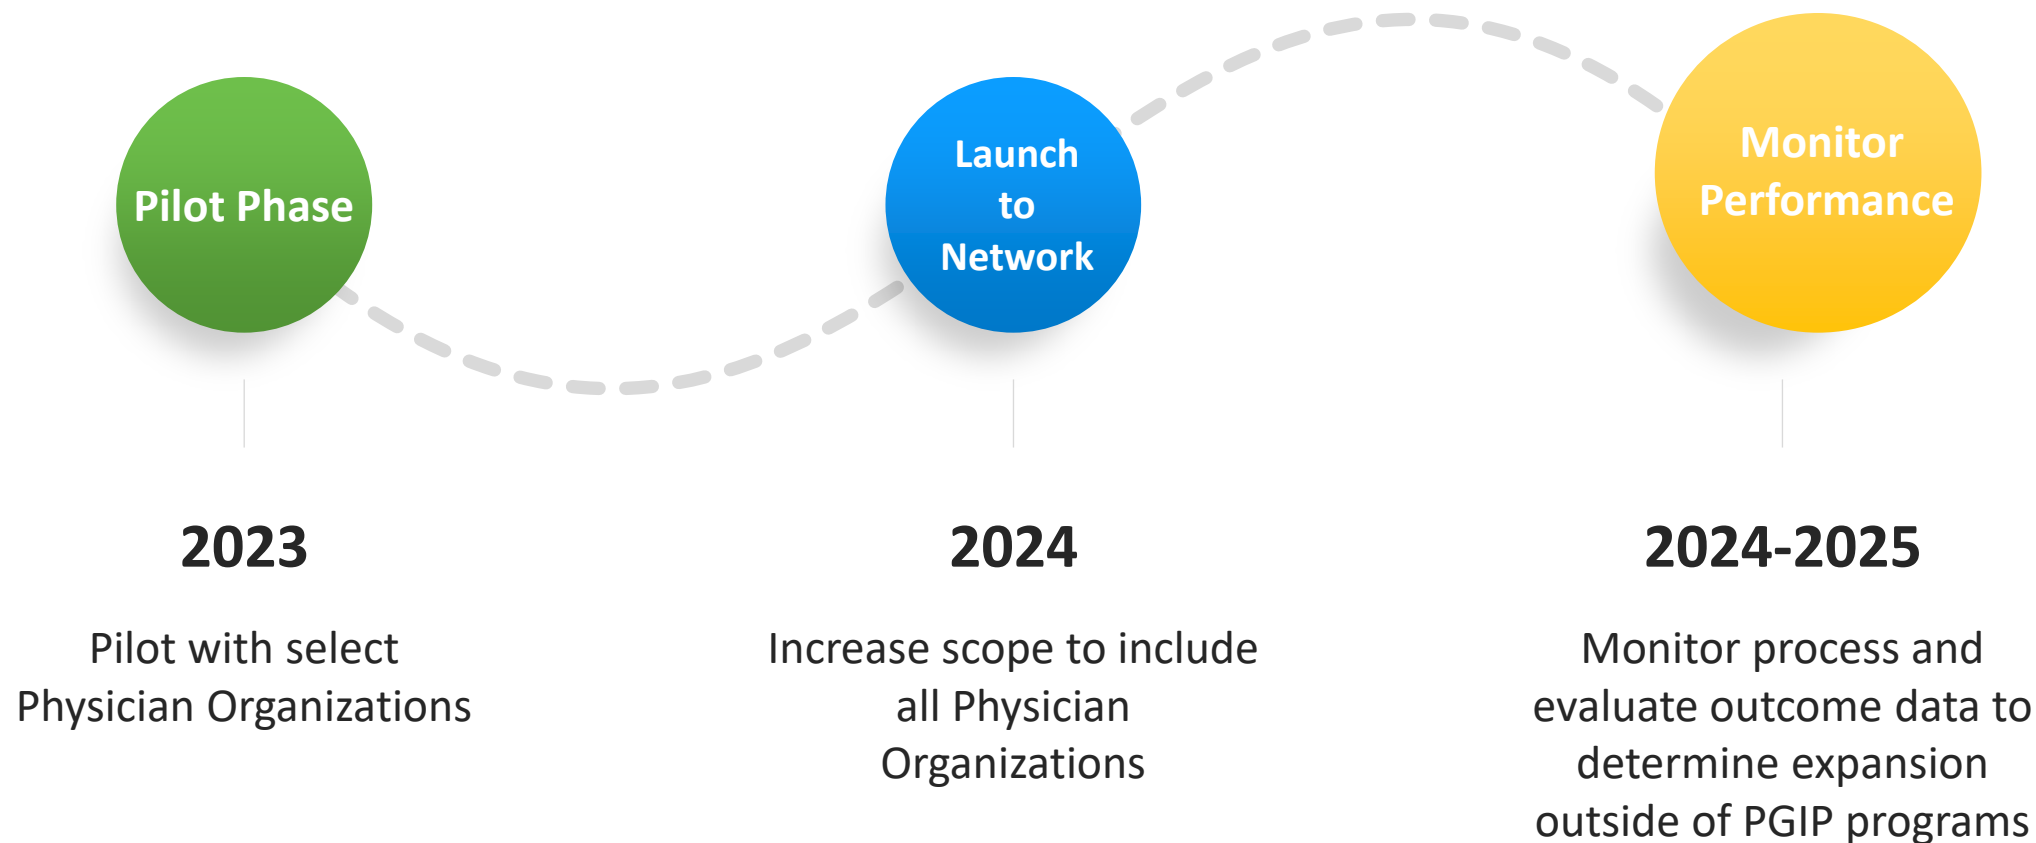 Pilot Phase
Launch
to
Network
Monitor
Performance
2023
Pilot with select
Physician Organizations
2024
Increase scope to include
all Physician
Organizations
2024-2025
Monitor process and
evaluate outcome data to
determine expansion
outside of PGIP programs